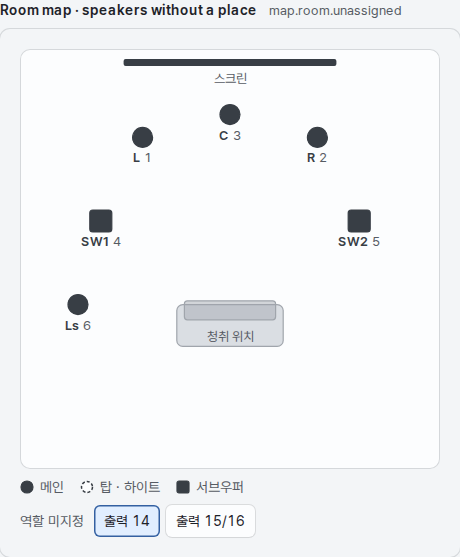 Room map · speakers without a place map.room.unassigned
스크린
C 3
L 1
R 2
SW1 4
SW2 5
Ls 6
청취 위치
메인 탑 · 하이트 서브우퍼
역할 미지정 출력 14 출력 15/16